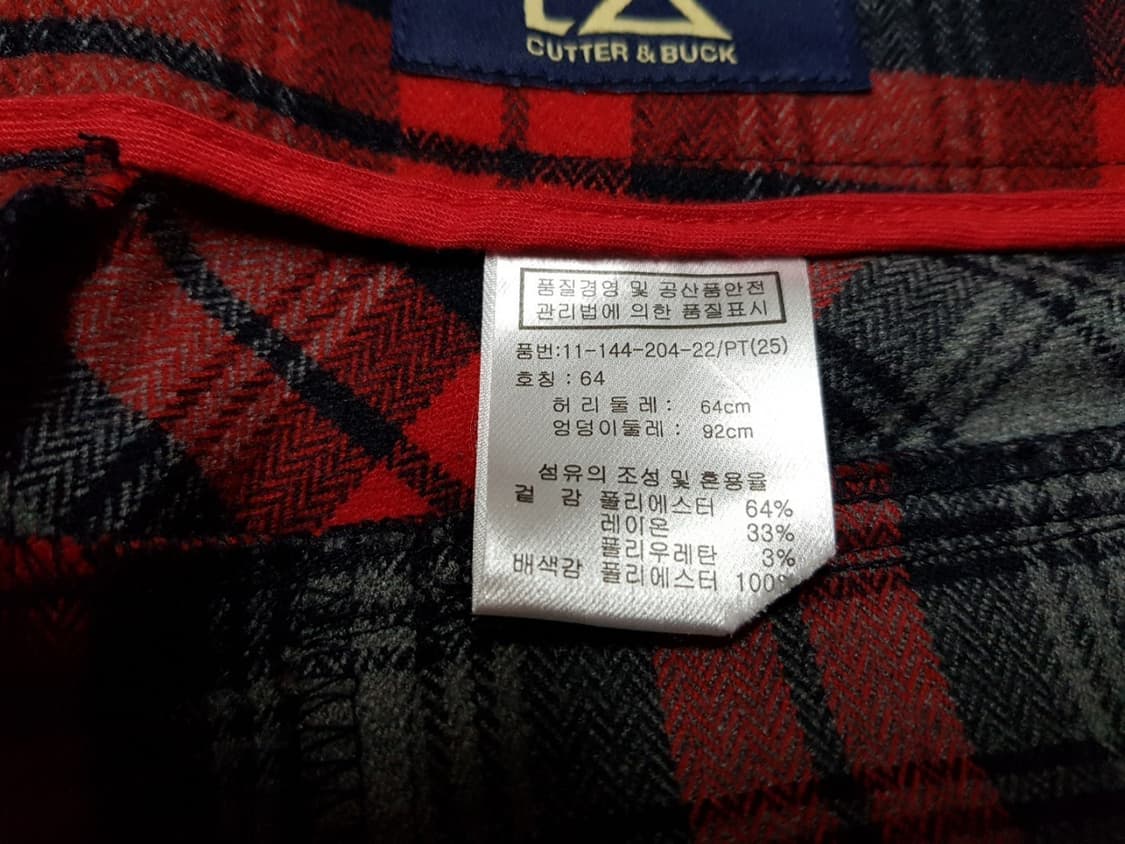 CUTTER & BUCK
품질경영 및 공산품안전
관리법에 의한 품질표시
품번:11-144-204-22/PT(25)
호칭 : 64
허 리 둘 레 : 64cm
엉덩이둘레 : 92cm
섬유의 조성 및 혼용율
겉 감 폴리에스터 64%
레이온 33%
폴리우레탄 3%
배색감 폴리에스터 100%